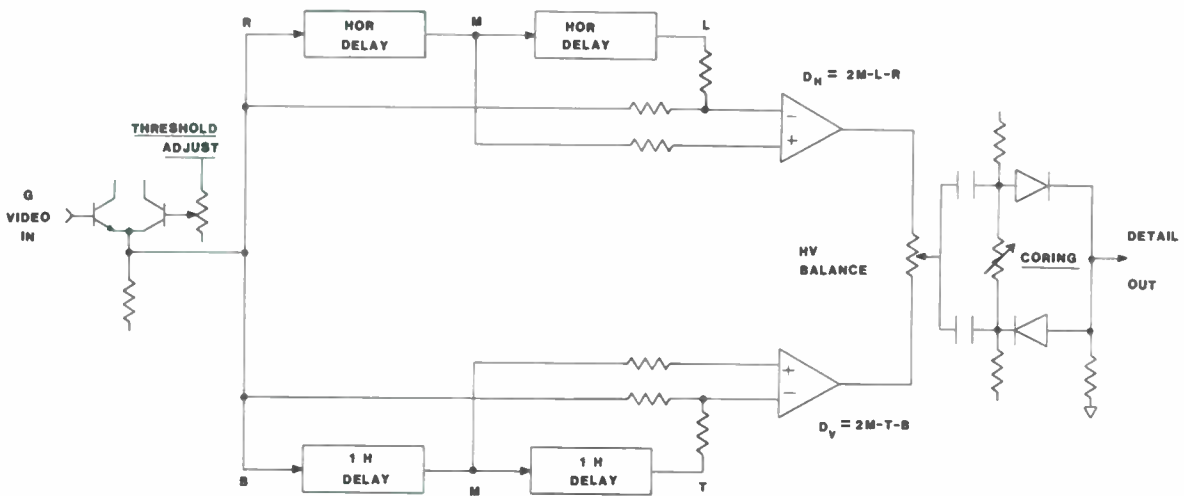 R
HOR
DELAY
M
HOR
DELAY
L
D_H = 2M-L-R
THRESHOLD
ADJUST
−
+
G
VIDEO
IN
HV
BALANCE
CORING
DETAIL
OUT
+
−
D_V = 2M-T-B
B
1 H
DELAY
M
1 H
DELAY
T